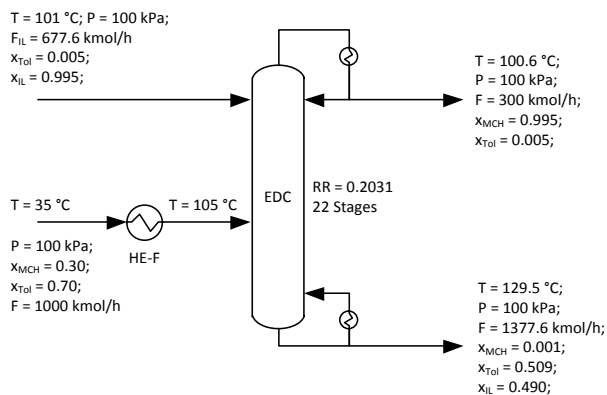 T = 101 °C; P = 100 kPa;
F_IL = 677.6 kmol/h
x_Tol = 0.005;
x_IL = 0.995;
T = 100.6 °C;
P = 100 kPa;
F = 300 kmol/h;
x_MCH = 0.995;
x_Tol = 0.005;
EDC
RR = 0.2031
22 Stages
T = 35 °C
T = 105 °C
HE-F
P = 100 kPa;
x_MCH = 0.30;
x_Tol = 0.70;
F = 1000 kmol/h
T = 129.5 °C;
P = 100 kPa;
F = 1377.6 kmol/h;
x_MCH = 0.001;
x_Tol = 0.509;
x_IL = 0.490;